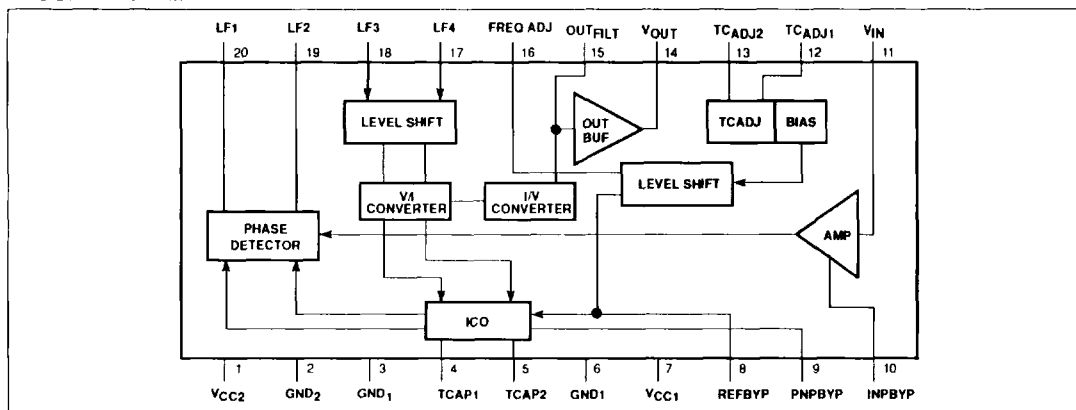 LF1 LF2 LF3 LF4 FREQ ADJ OUTFILT VOUT TCADJ2 TCADJ1 VIN
20 19 18 17 16 15 14 13 12 11
LEVEL SHIFT
OUT
BUF
TCADJ BIAS
LEVEL SHIFT
V/I
CONVERTER
I/V
CONVERTER
PHASE
DETECTOR
AMP
ICO
1 2 3 4 5 6 7 8 9 10
VCC2 GND2 GND1 TCAP1 TCAP2 GND1 VCC1 REFBYP PNPBYP INPBYP